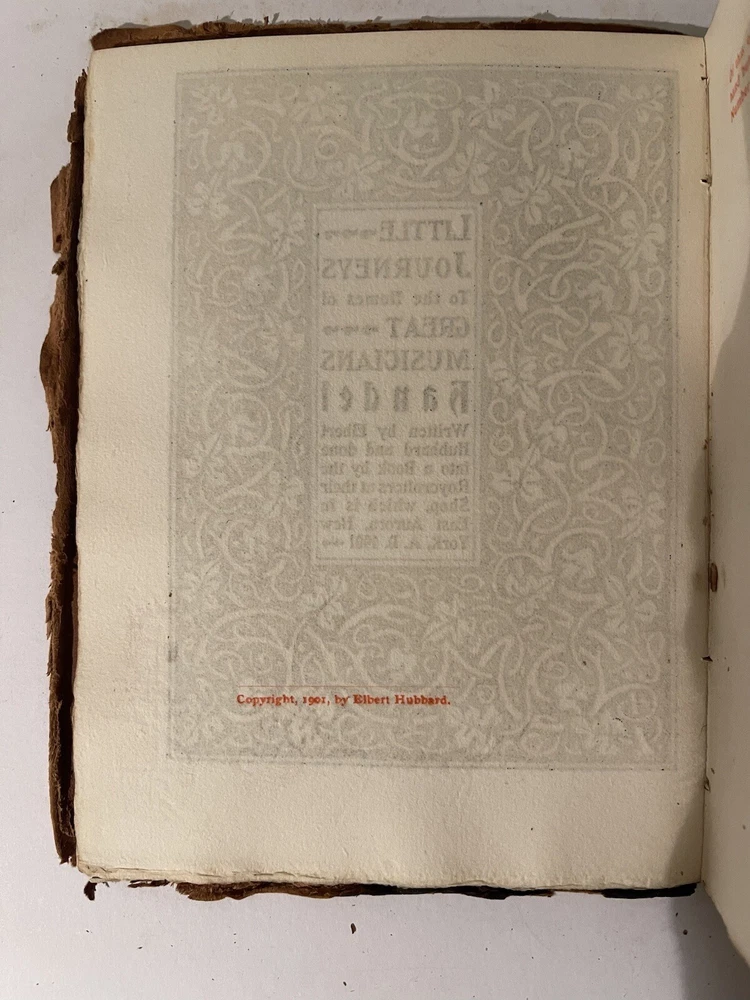 LITTLE
JOURNEYS
To the Homes of
GREAT
MUSICIANS
Handel
Written by Elbert
Hubbard and done
into a Book by the
Roycrofters at their
Shop, which is in
East Aurora, New
York, A. D. 1901
Copyright, 1901, by Elbert Hubbard.